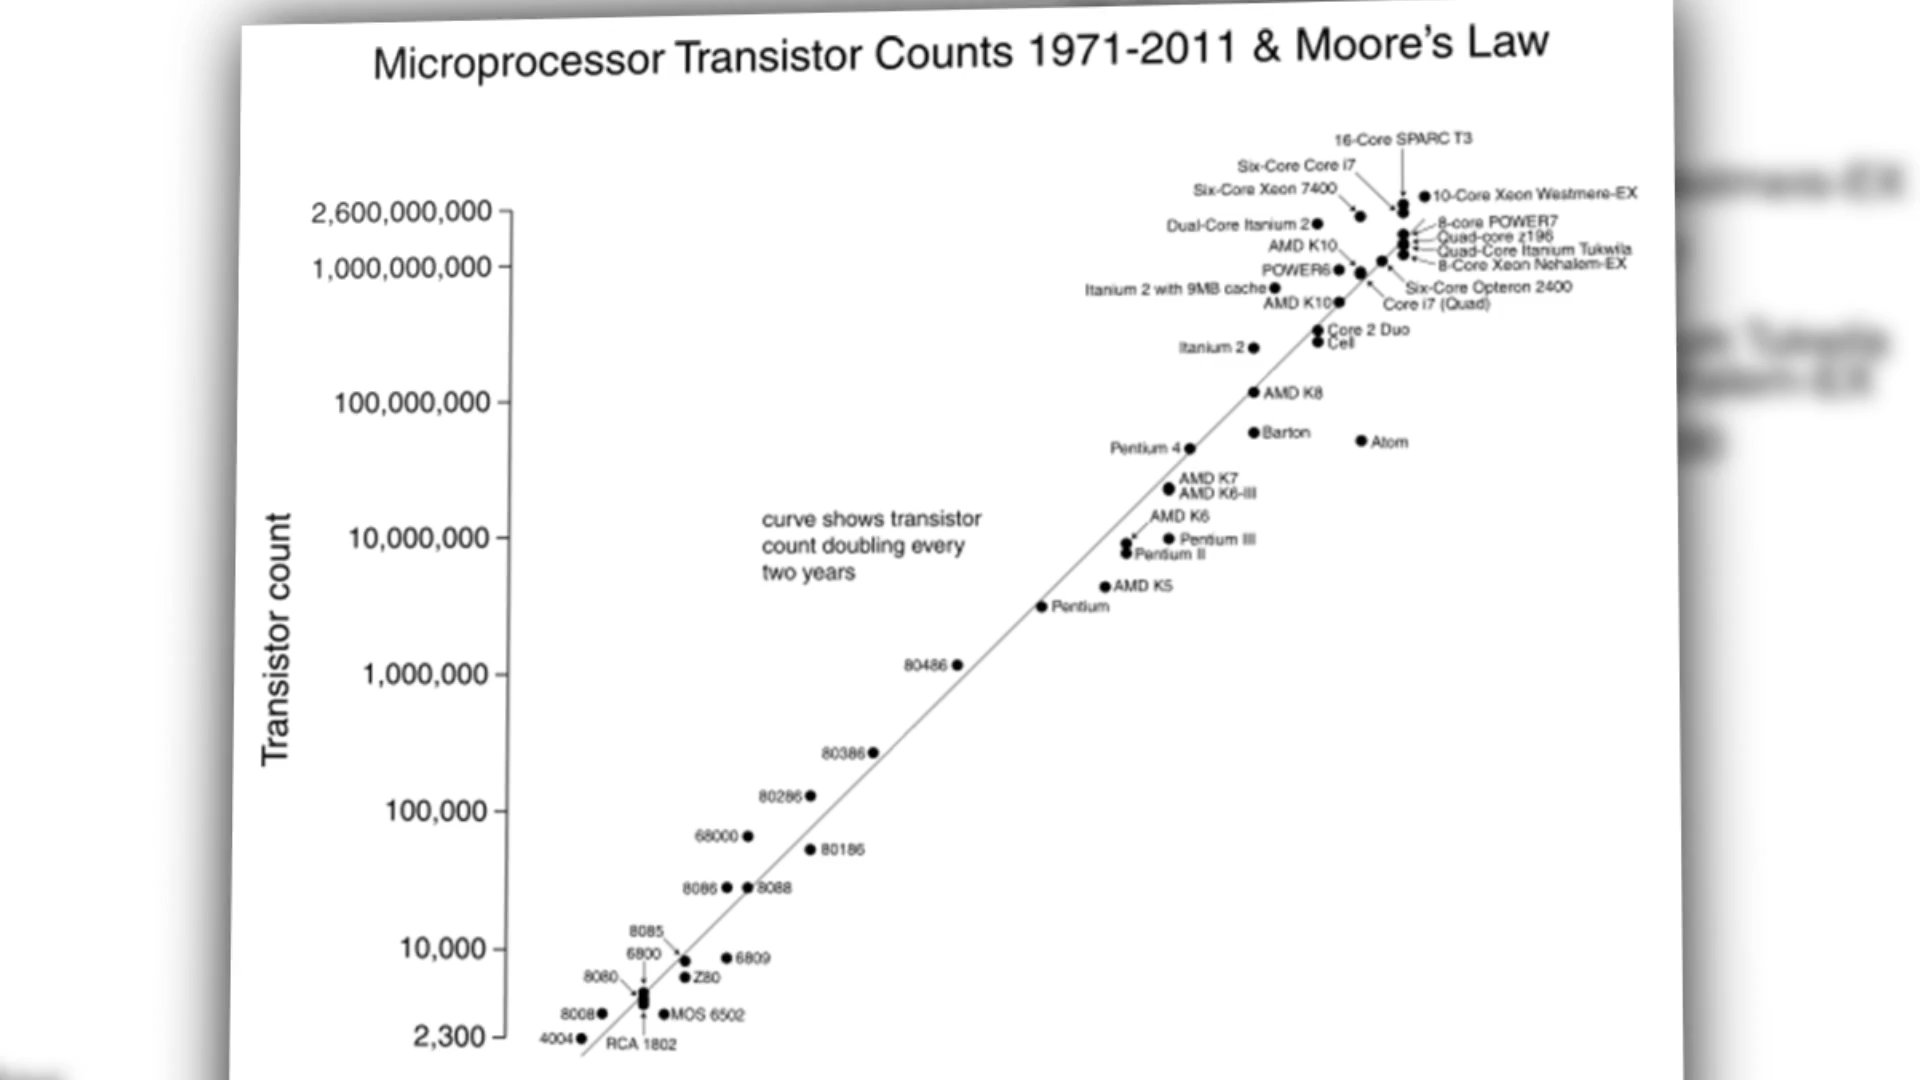 Microprocessor Transistor Counts 1971-2011 & Moore's Law
16-Core SPARC T3
Six-Core Core i7
Six-Core Xeon 7400
10-Core Xeon Westmere-EX
Dual-Core Itanium 2
8-core POWER7
Quad-core z196
Quad-Core Itanium Tukwila
8-Core Xeon Nehalem-EX
AMD K10
POWER6
Itanium 2 with 9MB cache
AMD K10
Six-Core Opteron 2400
Core i7 (Quad)
Core 2 Duo
Cell
Itanium 2
AMD K8
Barton
Atom
Pentium 4
AMD K7
AMD K6-III
AMD K6
Pentium III
Pentium II
AMD K5
Pentium
80486
80386
80286
68000
80186
8086
8088
8085
6800
6809
8080
Z80
8008
MOS 6502
4004
RCA 1802
2,600,000,000
1,000,000,000
100,000,000
10,000,000
1,000,000
100,000
10,000
2,300
Transistor count
curve shows transistor
count doubling every
two years